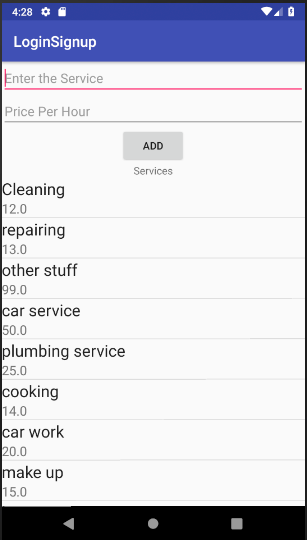 4:28
LoginSignup
Enter the Service
Price Per Hour
ADD
Services
Cleaning
12.0
repairing
13.0
other stuff
99.0
car service
50.0
plumbing service
25.0
cooking
14.0
car work
20.0
make up
15.0